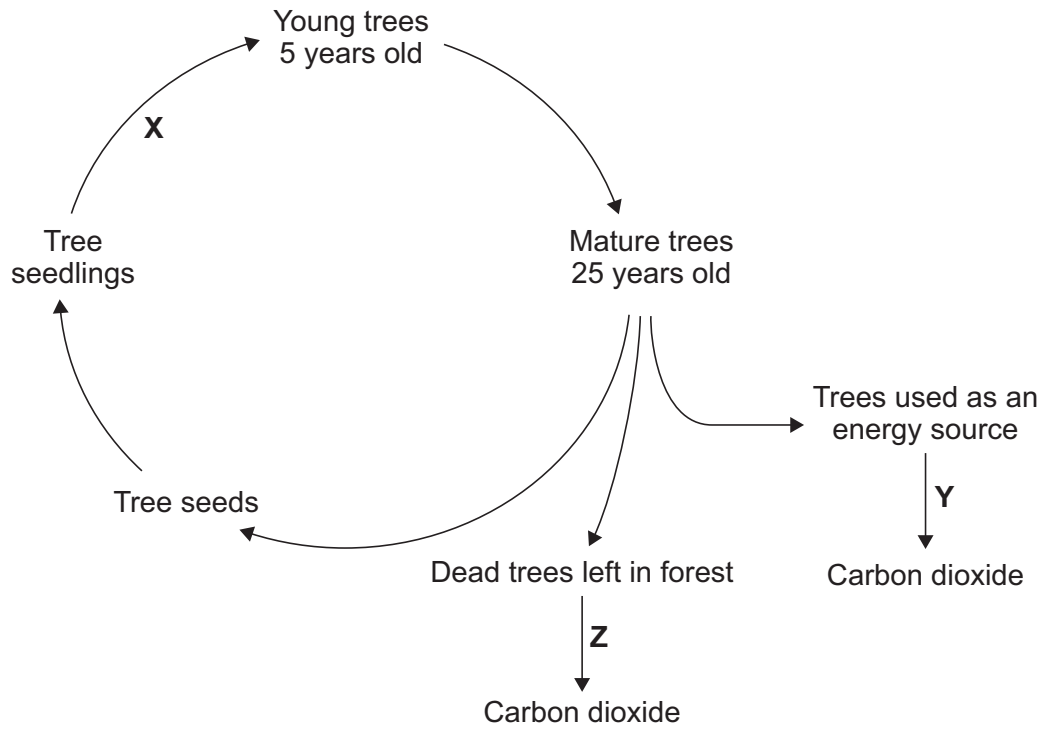 Young trees
5 years old
X
Tree
seedlings
Mature trees
25 years old
Trees used as an
energy source
Y
Tree seeds
Dead trees left in forest
Carbon dioxide
Z
Carbon dioxide